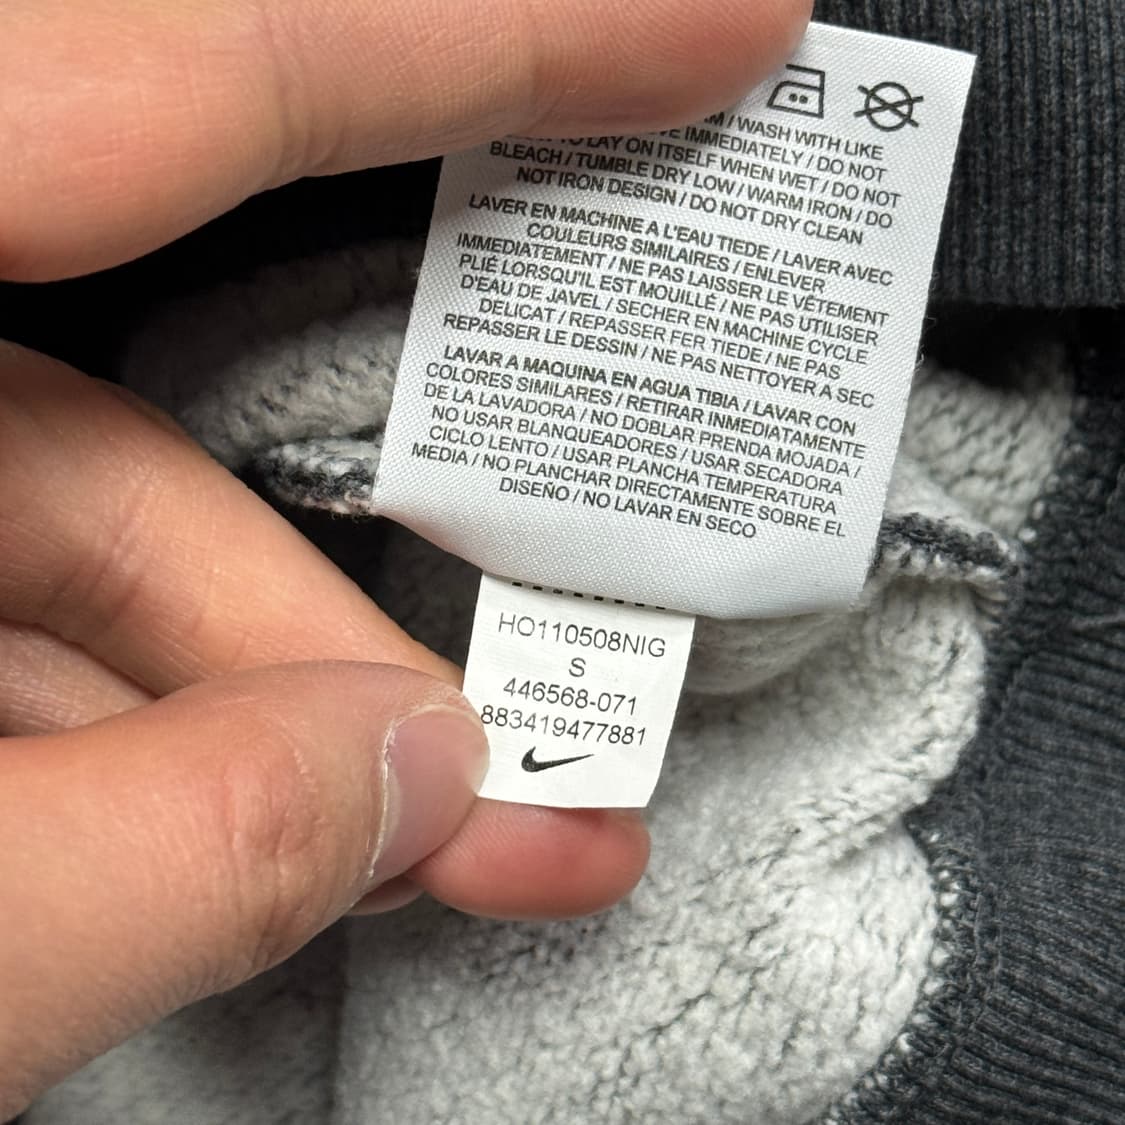 M / WASH WITH LIKE
IMMEDIATELY / DO NOT
LAY ON ITSELF WHEN WET / DO NOT
BLEACH / TUMBLE DRY LOW / WARM IRON / DO
NOT IRON DESIGN / DO NOT DRY CLEAN
LAVER EN MACHINE A L'EAU TIEDE / LAVER AVEC
COULEURS SIMILAIRES / ENLEVER
IMMEDIATEMENT / NE PAS LAISSER LE VÊTEMENT
PLIÉ LORSQU'IL EST MOUILLÉ / NE PAS UTILISER
D'EAU DE JAVEL / SECHER EN MACHINE CYCLE
DELICAT / REPASSER FER TIEDE / NE PAS
REPASSER LE DESSIN / NE PAS NETTOYER A SEC
LAVAR A MAQUINA EN AGUA TIBIA / LAVAR CON
COLORES SIMILARES / RETIRAR INMEDIATAMENTE
DE LA LAVADORA / NO DOBLAR PRENDA MOJADA /
NO USAR BLANQUEADORES / USAR SECADORA
CICLO LENTO / USAR PLANCHA TEMPERATURA
MEDIA / NO PLANCHAR DIRECTAMENTE SOBRE EL
DISEÑO / NO LAVAR EN SECO
HO110508NIG
S
446568-071
883419477881